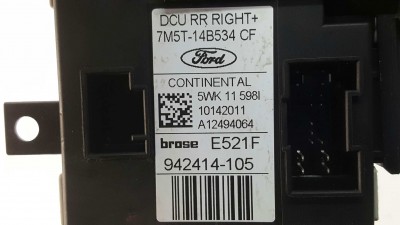 DCU RR RIGHT+
7M5T-14B534 CF
Ford
CONTINENTAL
5WK 11 598I
10142011
A12494064
brose E521F
942414-105